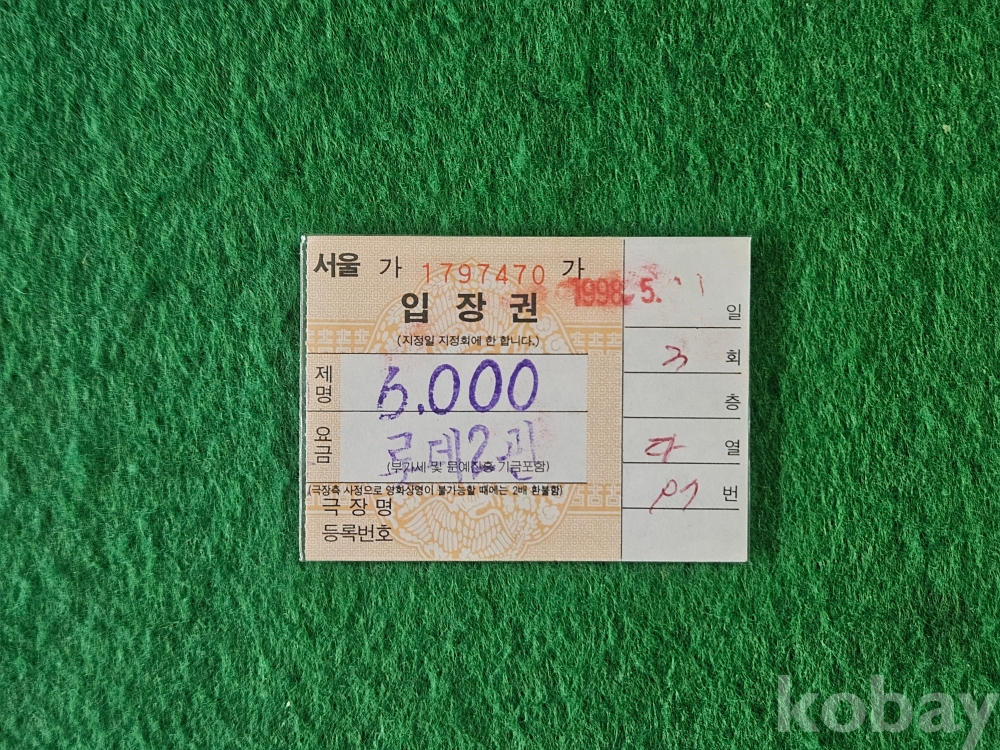 서울 가 1797470 가
1998. 5.
입장권
(지정일 지정회에 한 합니다.)
제명
6.000
요금
롯데2관
(부가세 및 문예진흥 기금포함)
(극장측 사정으로 영화상영이 불가능할 때에는 2배 환불함)
극장명
등록번호
일
3 회
층
다 열
번
kobay